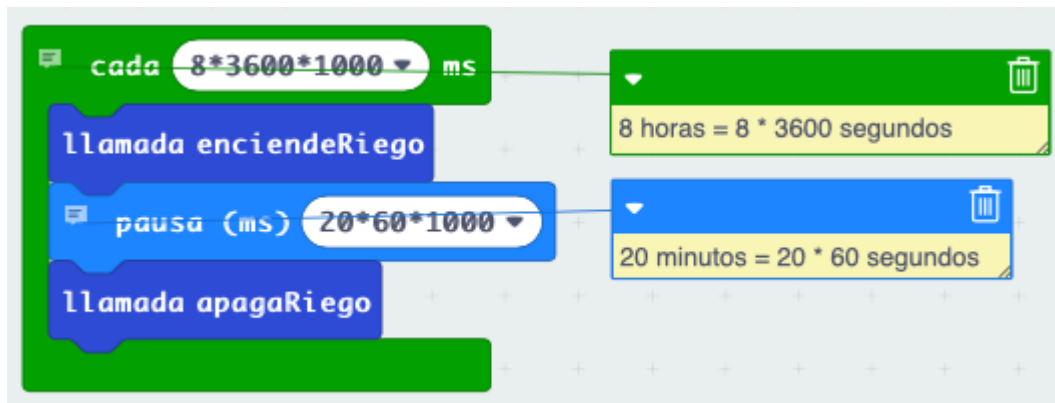 cada 8*3600*1000 ms
8 horas = 8 * 3600 segundos
llamada enciendeRiego
pausa (ms) 20*60*1000
20 minutos = 20 * 60 segundos
llamada apagaRiego